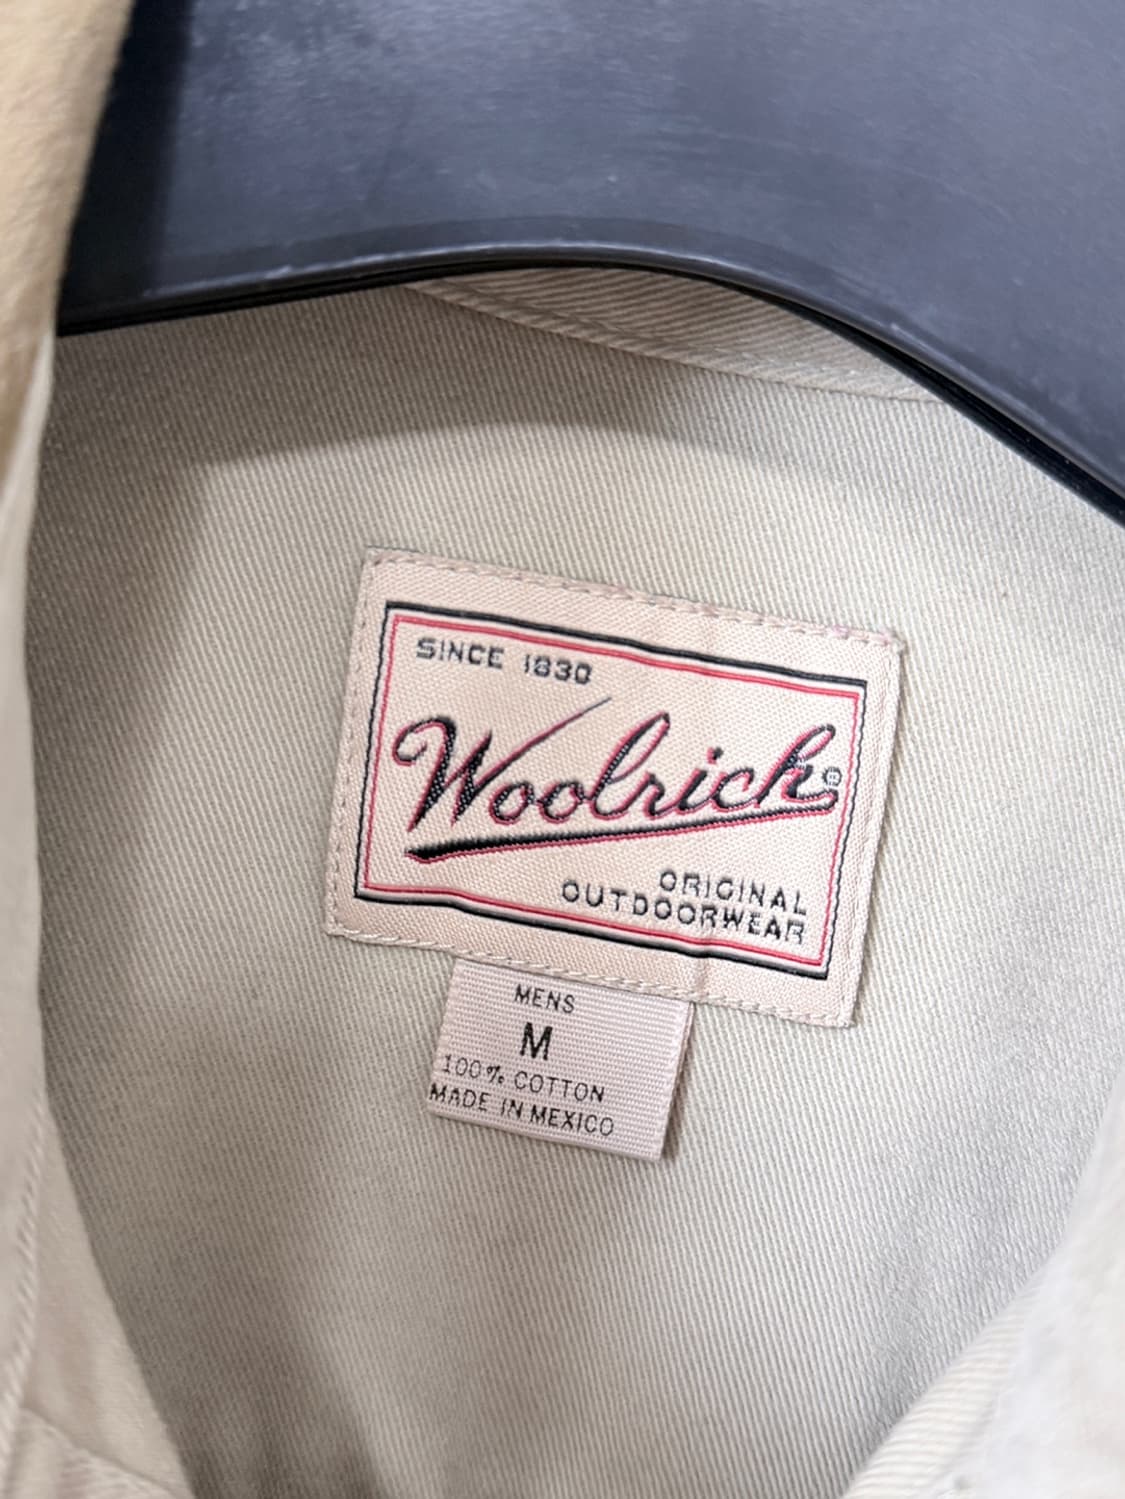 SINCE 1830
Woolrich®
ORIGINAL
OUTDOORWEAR
MENS
M
100% COTTON
MADE IN MEXICO